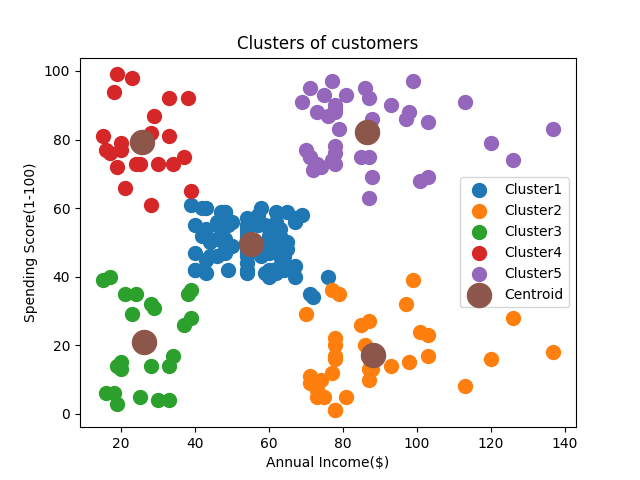 Clusters of customers
Spending Score(1-100)
100
80
60
40
20
0
Cluster1
Cluster2
Cluster3
Cluster4
Cluster5
Centroid
20 40 60 80 100 120 140
Annual Income($)